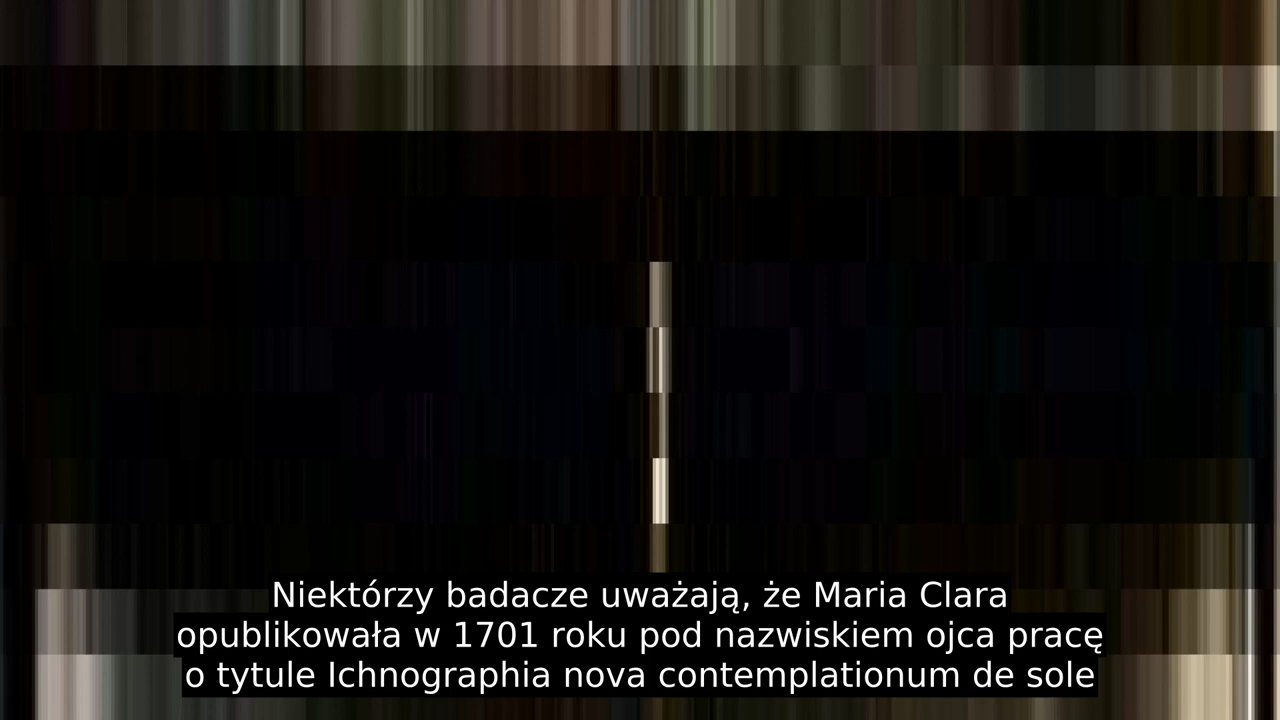 Niektórzy badacze uważają, że Maria Clara
opublikowała w 1701 roku pod nazwiskiem ojca pracę
o tytule Ichnographia nova contemplationum de sole